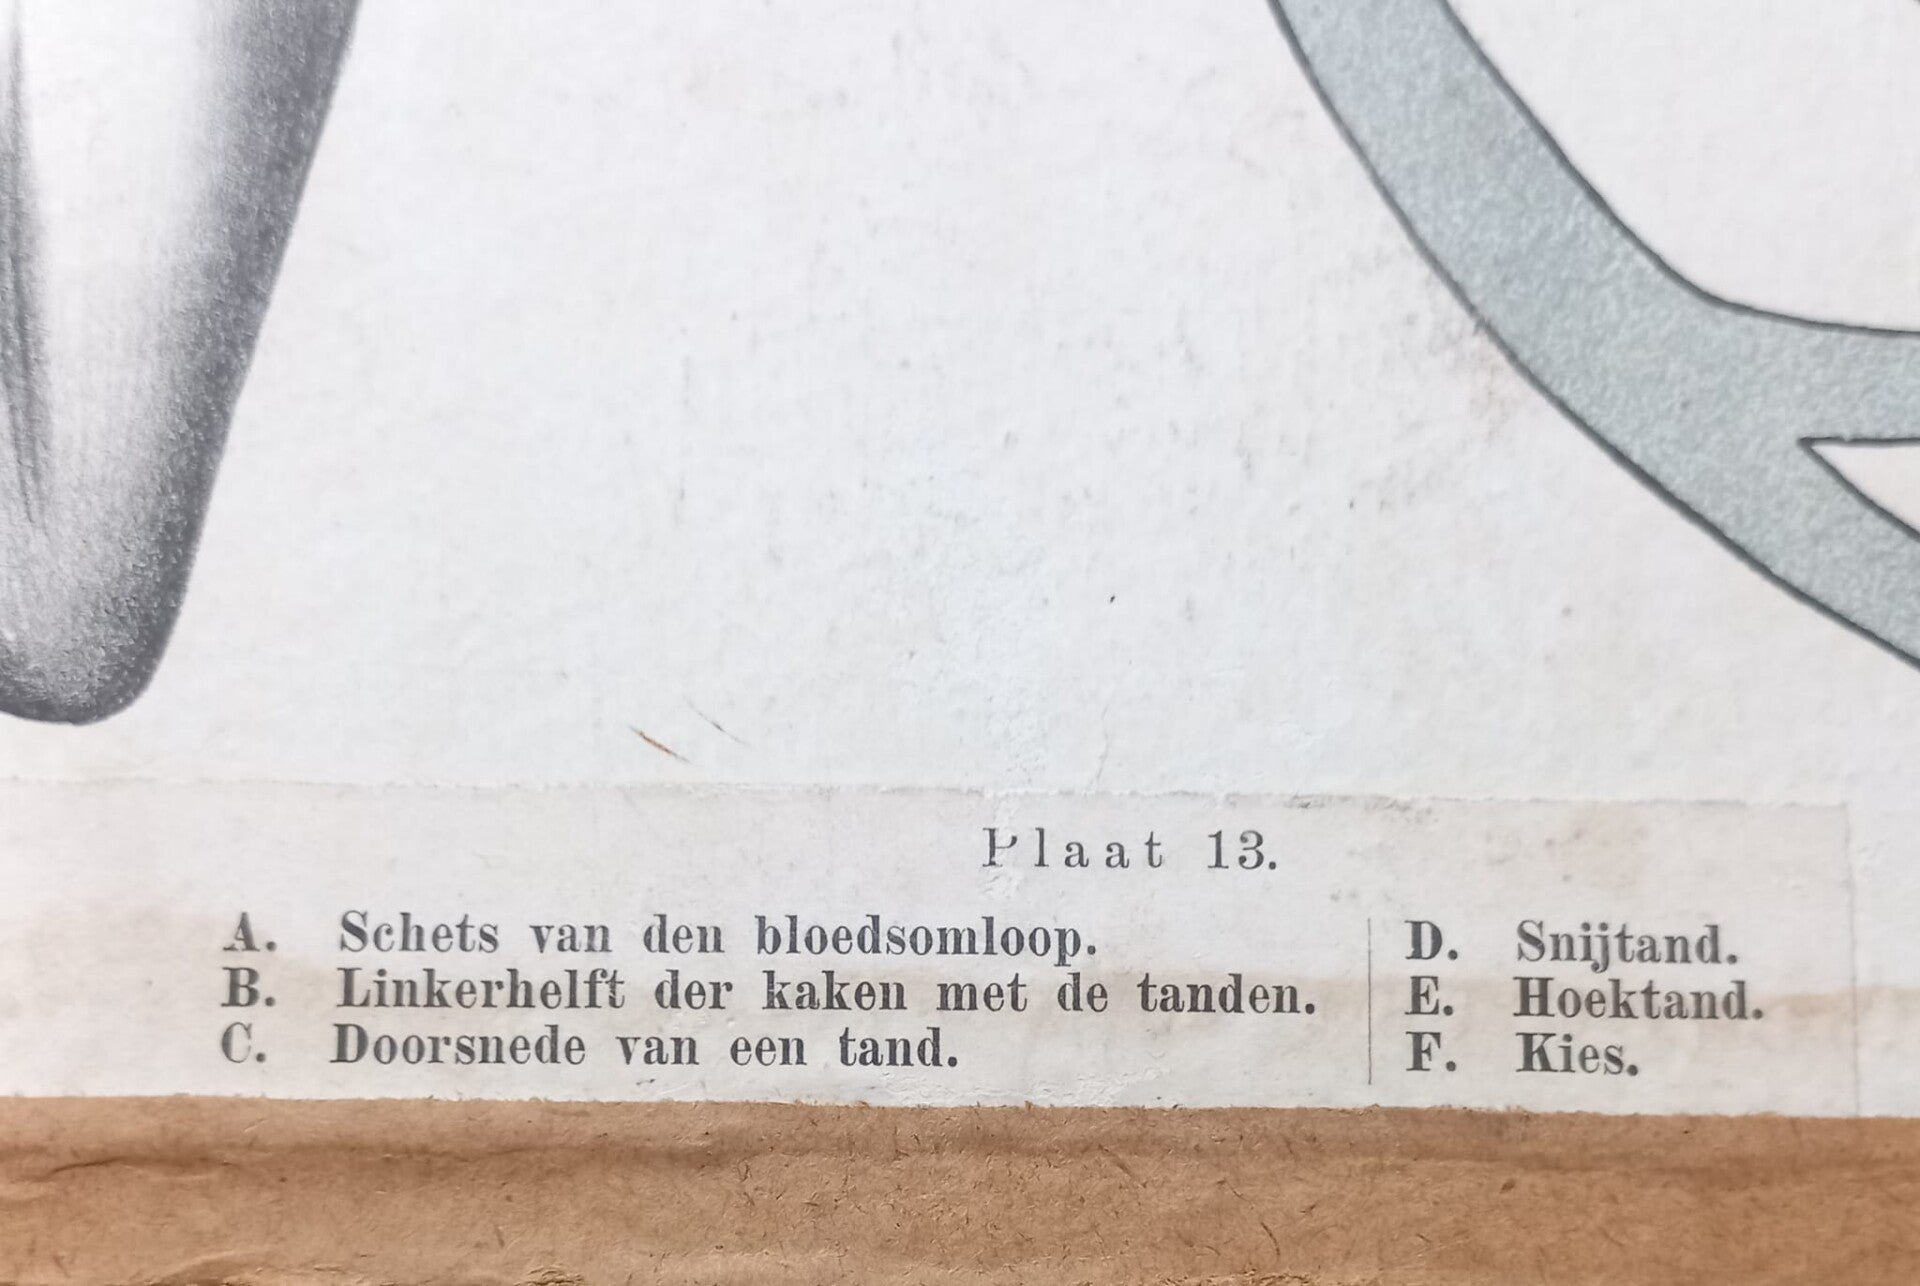 Plaat 13.
A. Schets van den bloedsomloop.
B. Linkerhelft der kaken met de tanden.
C. Doorsnede van een tand.
D. Snijtand.
E. Hoektand.
F. Kies.